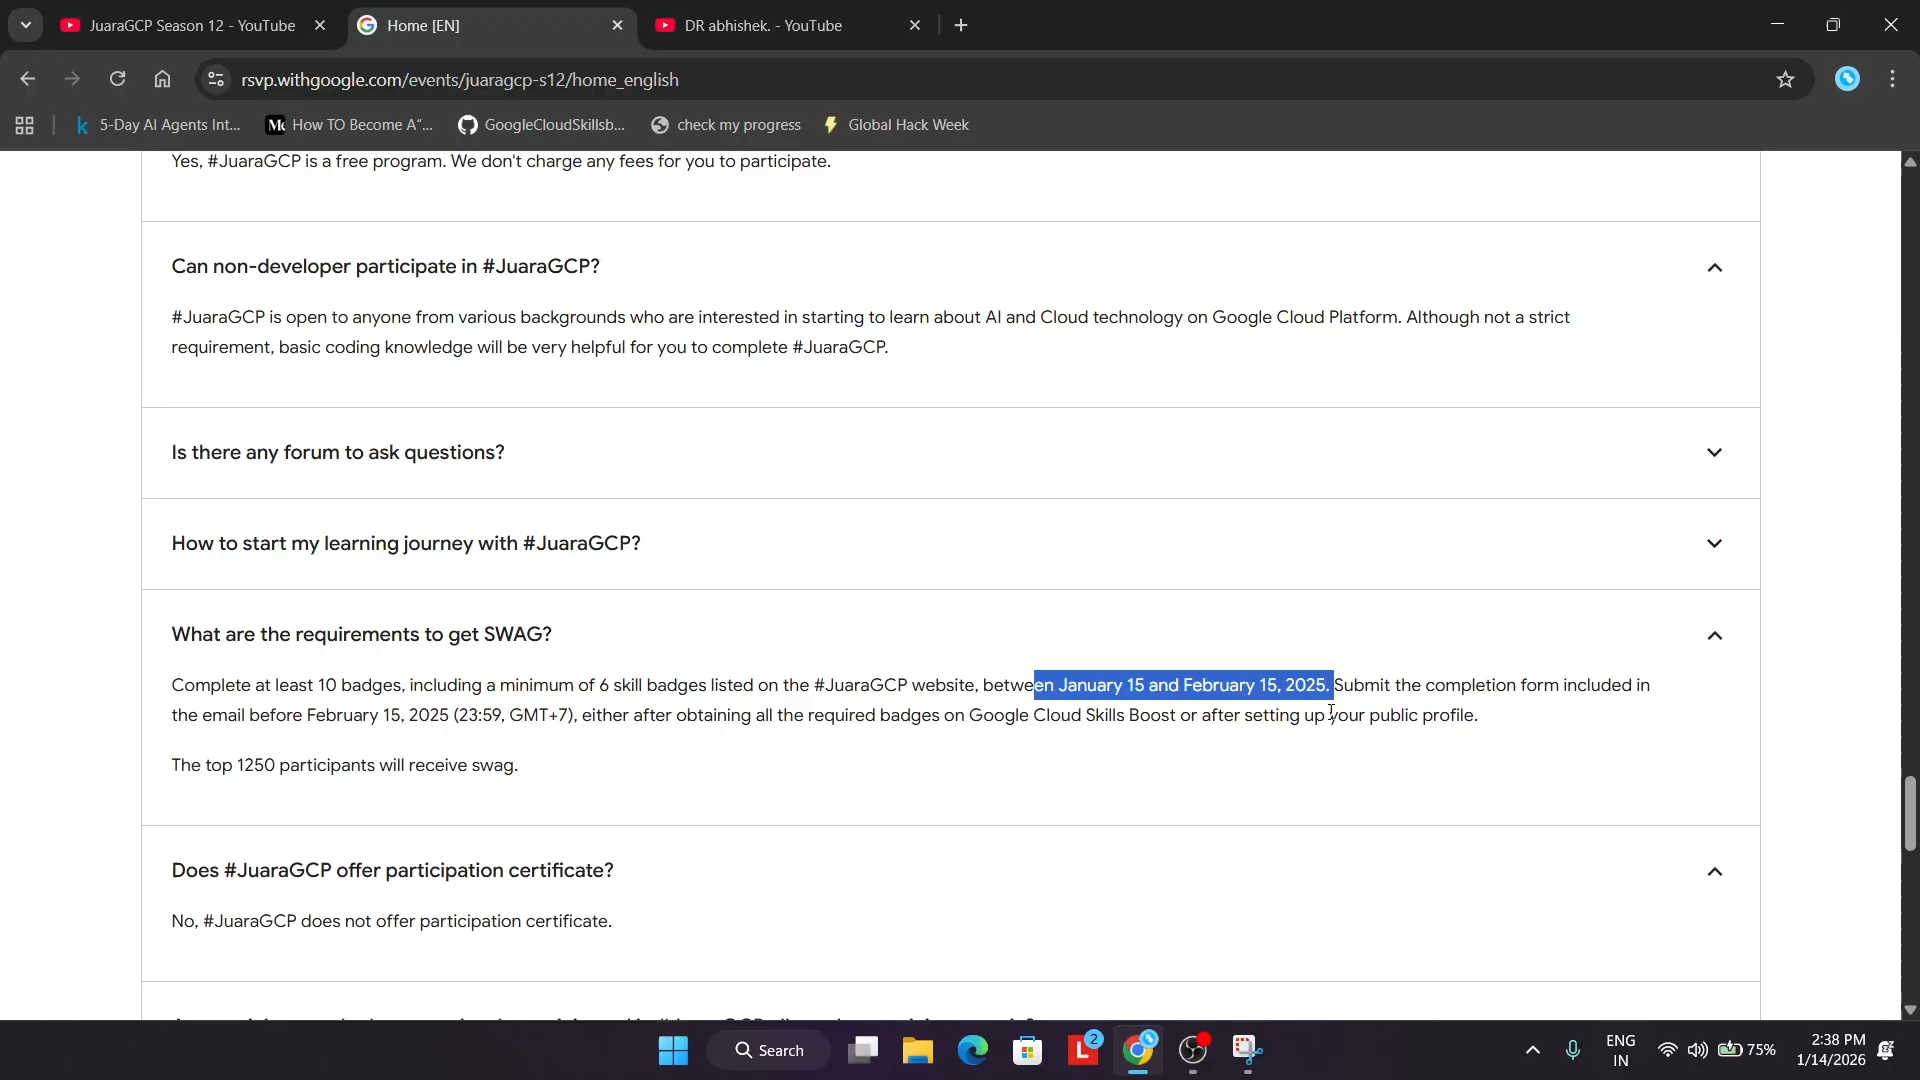 JuaraGCP Season 12 - YouTube
Home [EN]
DR abhishek. - YouTube
rsvp.withgoogle.com/events/juaragcp-s12/home_english
5-Day AI Agents Int...
How TO Become A"...
GoogleCloudSkillsb...
check my progress
Global Hack Week
Yes, #JuaraGCP is a free program. We don't charge any fees for you to participate.
Can non-developer participate in #JuaraGCP?
#JuaraGCP is open to anyone from various backgrounds who are interested in starting to learn about AI and Cloud technology on Google Cloud Platform. Although not a strict
requirement, basic coding knowledge will be very helpful for you to complete #JuaraGCP.
Is there any forum to ask questions?
How to start my learning journey with #JuaraGCP?
What are the requirements to get SWAG?
Complete at least 10 badges, including a minimum of 6 skill badges listed on the #JuaraGCP website, between January 15 and February 15, 2025. Submit the completion form included in
the email before February 15, 2025 (23:59, GMT+7), either after obtaining all the required badges on Google Cloud Skills Boost or after setting up your public profile.
The top 1250 participants will receive swag.
Does #JuaraGCP offer participation certificate?
No, #JuaraGCP does not offer participation certificate.
Search
2
ENG
IN
75%
2:38 PM
1/14/2026